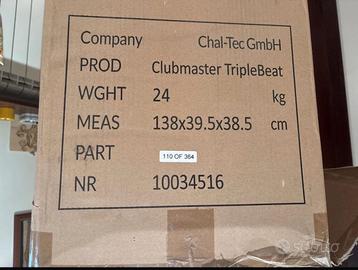 Company Chal-Tec GmbH
PROD Clubmaster TripleBeat
WGHT 24 kg
MEAS 138x39.5x38.5 cm
PART 110 OF 364
NR 10034516
subito